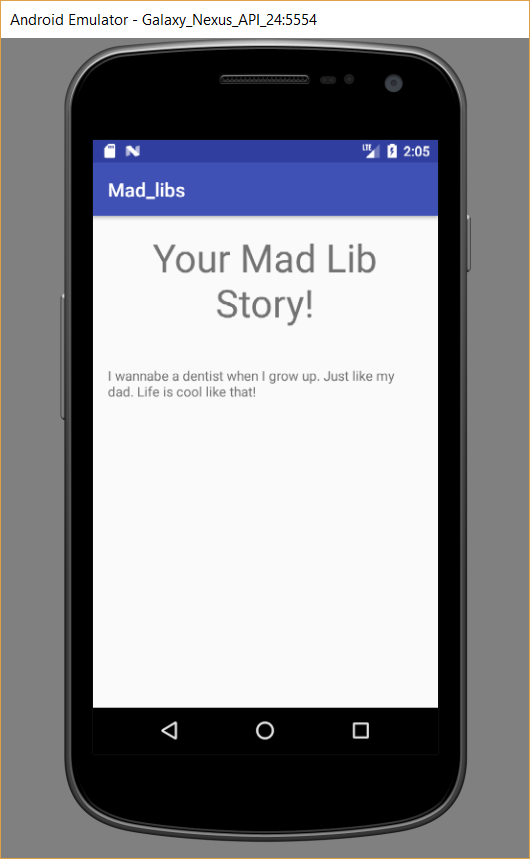 Android Emulator - Galaxy_Nexus_API_24:5554
LTE 2:05
Mad_libs
Your Mad Lib
Story!
I wannabe a dentist when I grow up. Just like my
dad. Life is cool like that!